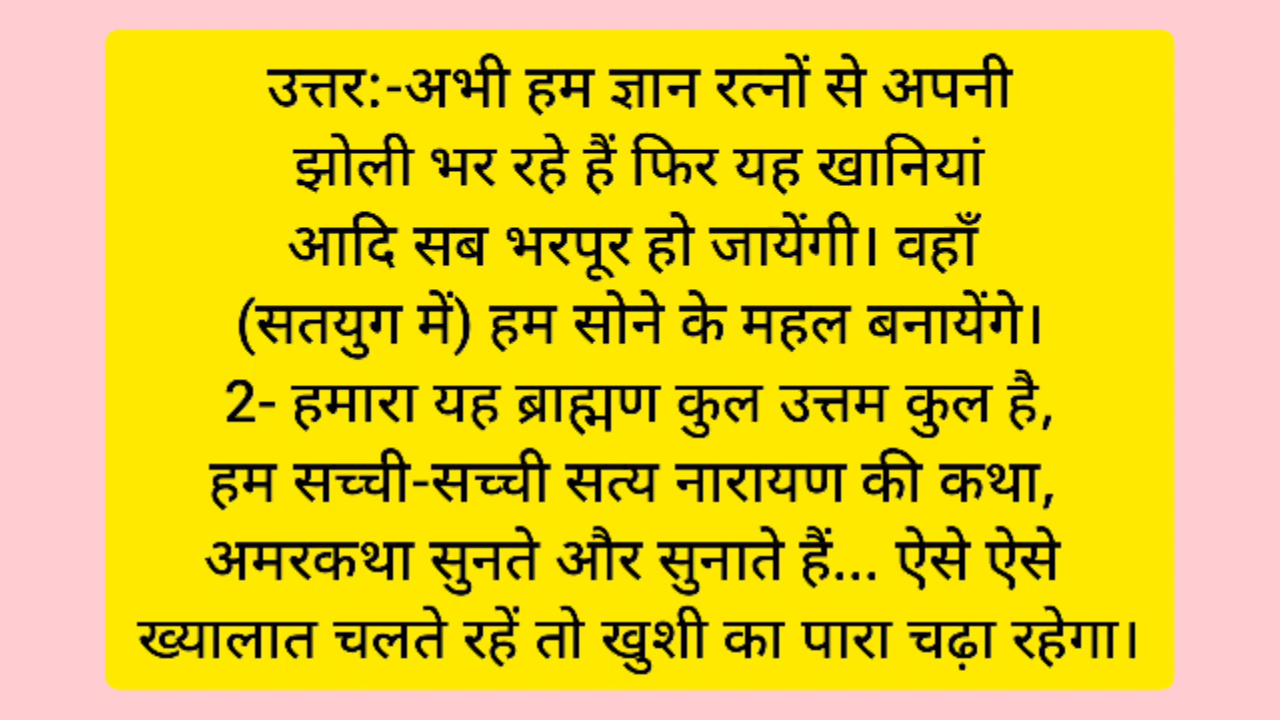 उत्तर:-अभी हम ज्ञान रत्नों से अपनी
झोली भर रहे हैं फिर यह खानियां
आदि सब भरपूर हो जायेंगी। वहाँ
(सतयुग में) हम सोने के महल बनायेंगे।
2- हमारा यह ब्राह्मण कुल उत्तम कुल है,
हम सच्ची-सच्ची सत्य नारायण की कथा,
अमरकथा सुनते और सुनाते हैं... ऐसे ऐसे
ख्यालात चलते रहें तो खुशी का पारा चढ़ा रहेगा।